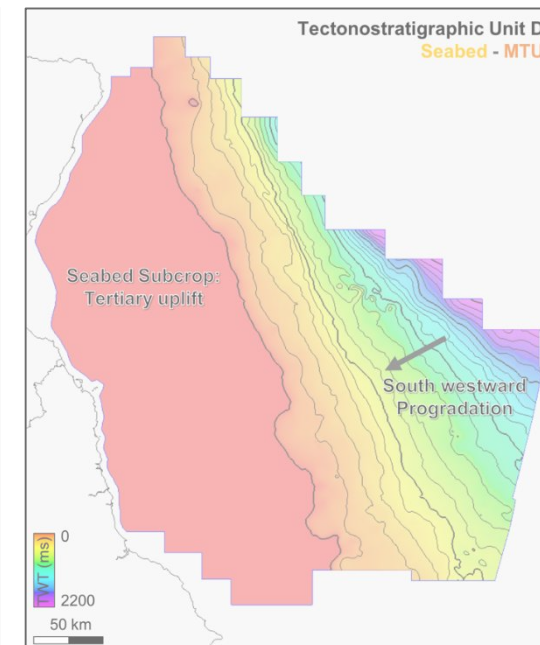 Tectonostratigraphic Unit D
Seabed - MTU
Seabed Subcrop:
Tertiary uplift
South westward
Progradation
TWT (ms)
0
2200
50 km